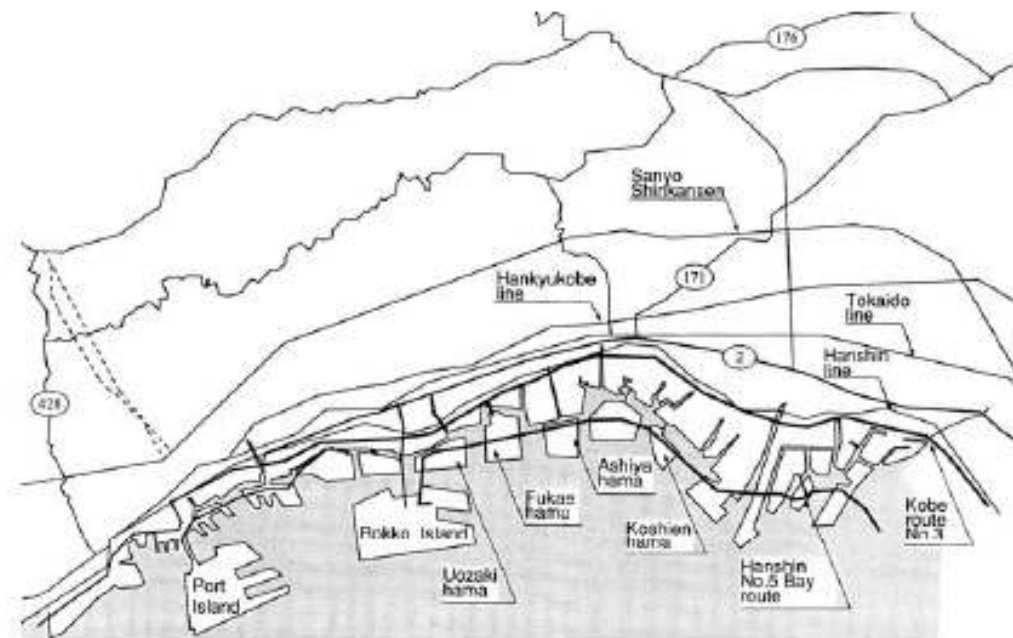 176
Sanyo
Shinkansen
171
Hankyukobe
line
Tokaido
line
2
Hanshin
line
428
Ashiya
hama
Fukae
hama
Rokko Island
Koshien
hama
Kobe
route
No.3
Port
Island
Uozaki
hama
Hanshin
No.5 Bay
route